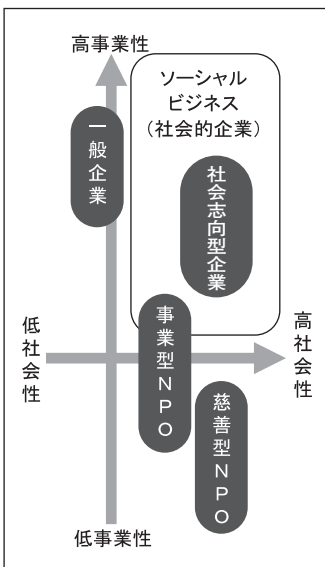 高事業性
ソーシャル
ビジネス
（社会的企業）
一般企業
社会志向型企業
事業型NPO
低社会性
高社会性
慈善型NPO
低事業性